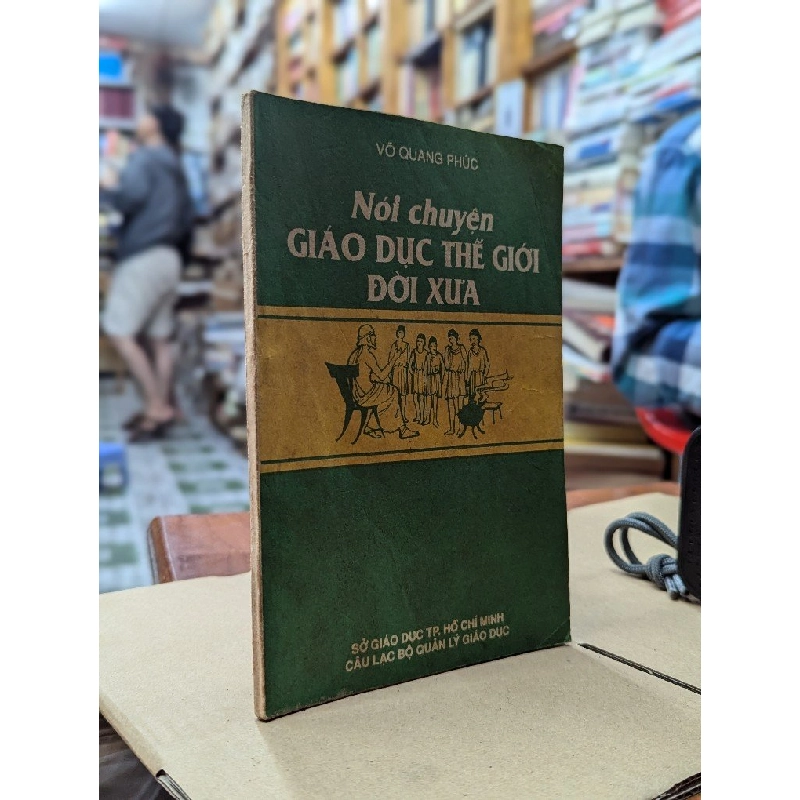 VÕ QUANG PHÚC
Nói chuyện
GIÁO DỤC THẾ GIỚI
ĐỜI XƯA
SỞ GIÁO DỤC TP. HỒ CHÍ MINH
CÂU LẠC BỘ QUẢN LÝ GIÁO DỤC